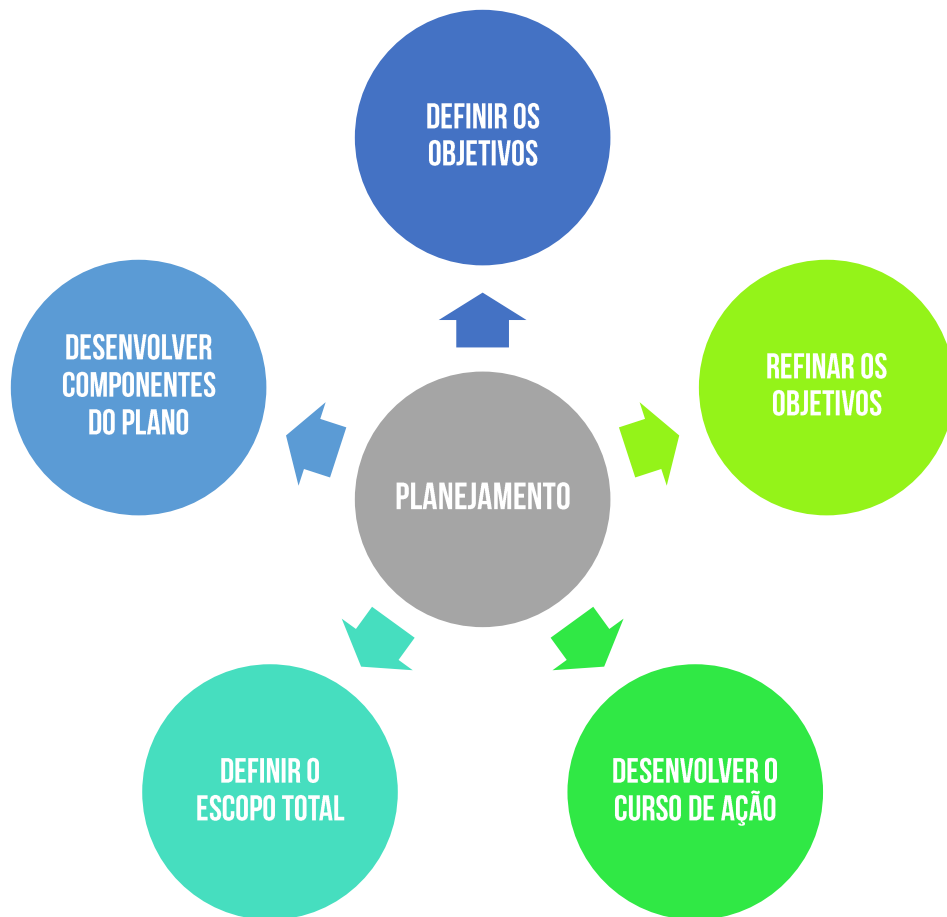 DEFINIR OS
OBJETIVOS
DESENVOLVER
COMPONENTES
DO PLANO
REFINAR OS
OBJETIVOS
PLANEJAMENTO
DEFINIR O
ESCOPO TOTAL
DESENVOLVER O
CURSO DE AÇÃO